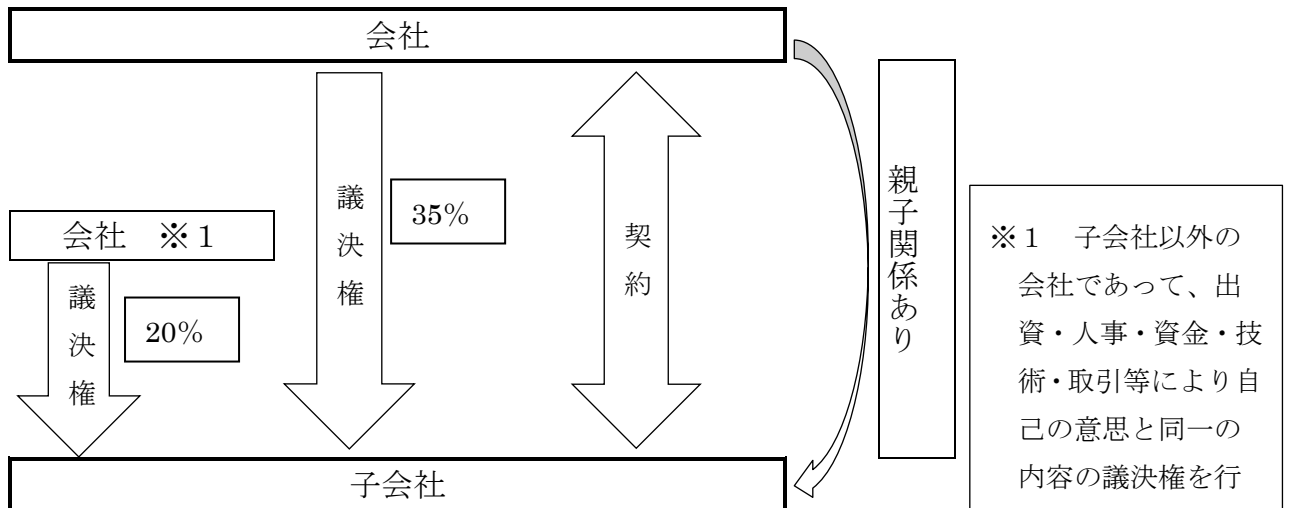 会社
議決権
35%
契約
親子関係あり
会社 ※1
議決権
20%
※1 子会社以外の
会社であって、出
資・人事・資金・技
術・取引等により自
己の意思と同一の
内容の議決権を行
子会社